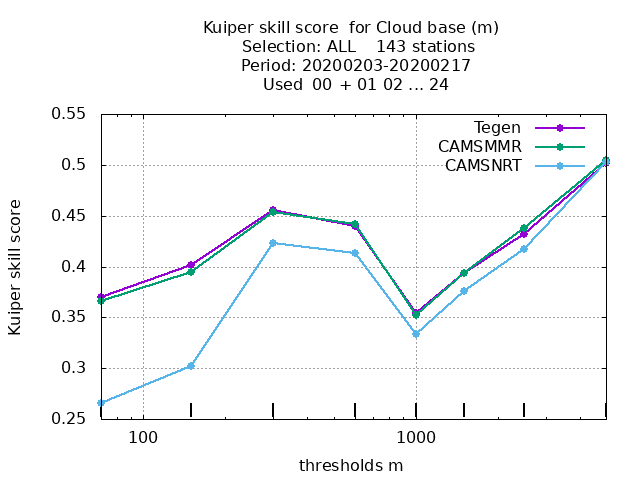 Kuiper skill score  for Cloud base (m)
Selection: ALL    143 stations
Period: 20200203-20200217
Used  00 + 01 02 ... 24
Tegen
CAMSMMR
CAMSNRT
Kuiper skill score
0.55
0.5
0.45
0.4
0.35
0.3
0.25
100 1000
thresholds m